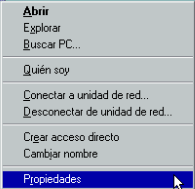 Abrir
Explorar
Buscar PC...
Quién soy
Conectar a unidad de red...
Desconectar de unidad de red...
Crear acceso directo
Cambiar nombre
Propiedades